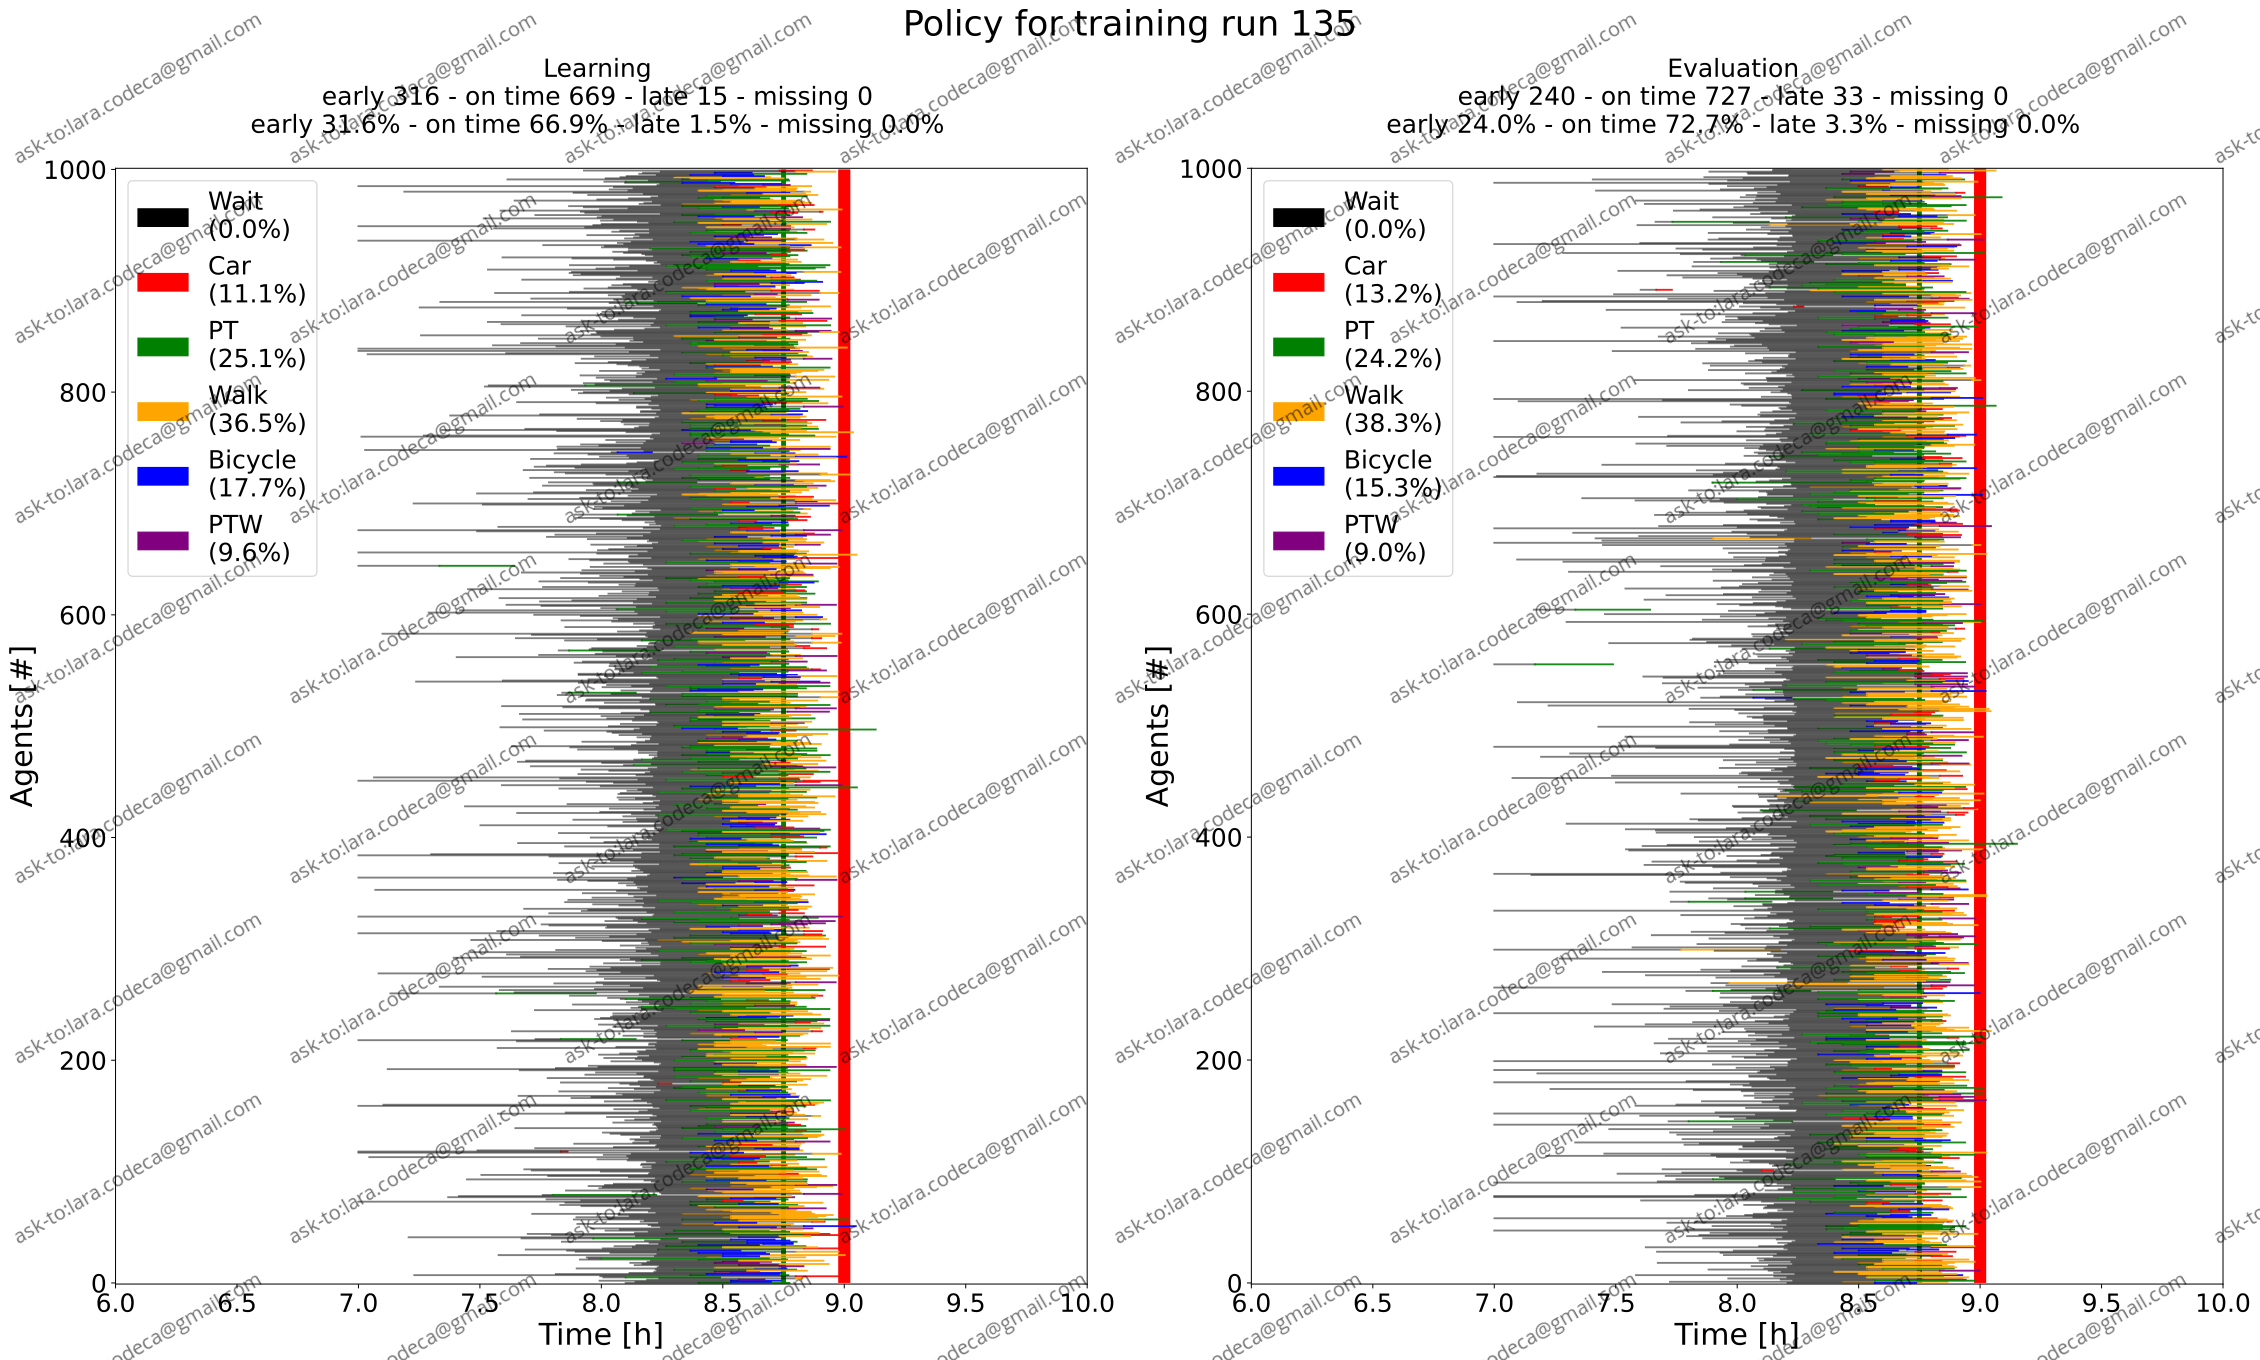 Policy for training run 135
Learning
early 316 - on time 669 - late 15 - missing 0
early 31.6% - on time 66.9% - late 1.5% - missing 0.0%
Wait
(0.0%)
Car
(11.1%)
PT
(25.1%)
Walk
(36.5%)
Bicycle
(17.7%)
PTW
(9.6%)
Agents [#]
1000
800
600
400
200
0
6.0 6.5 7.0 7.5 8.0 8.5 9.0 9.5 10.0
Time [h]
Evaluation
early 240 - on time 727 - late 33 - missing 0
early 24.0% - on time 72.7% - late 3.3% - missing 0.0%
Wait
(0.0%)
Car
(13.2%)
PT
(24.2%)
Walk
(38.3%)
Bicycle
(15.3%)
PTW
(9.0%)
Agents [#]
1000
800
600
400
200
0
6.0 6.5 7.0 7.5 8.0 8.5 9.0 9.5 10.0
Time [h]
ask-to:lara.codeca@gmail.com